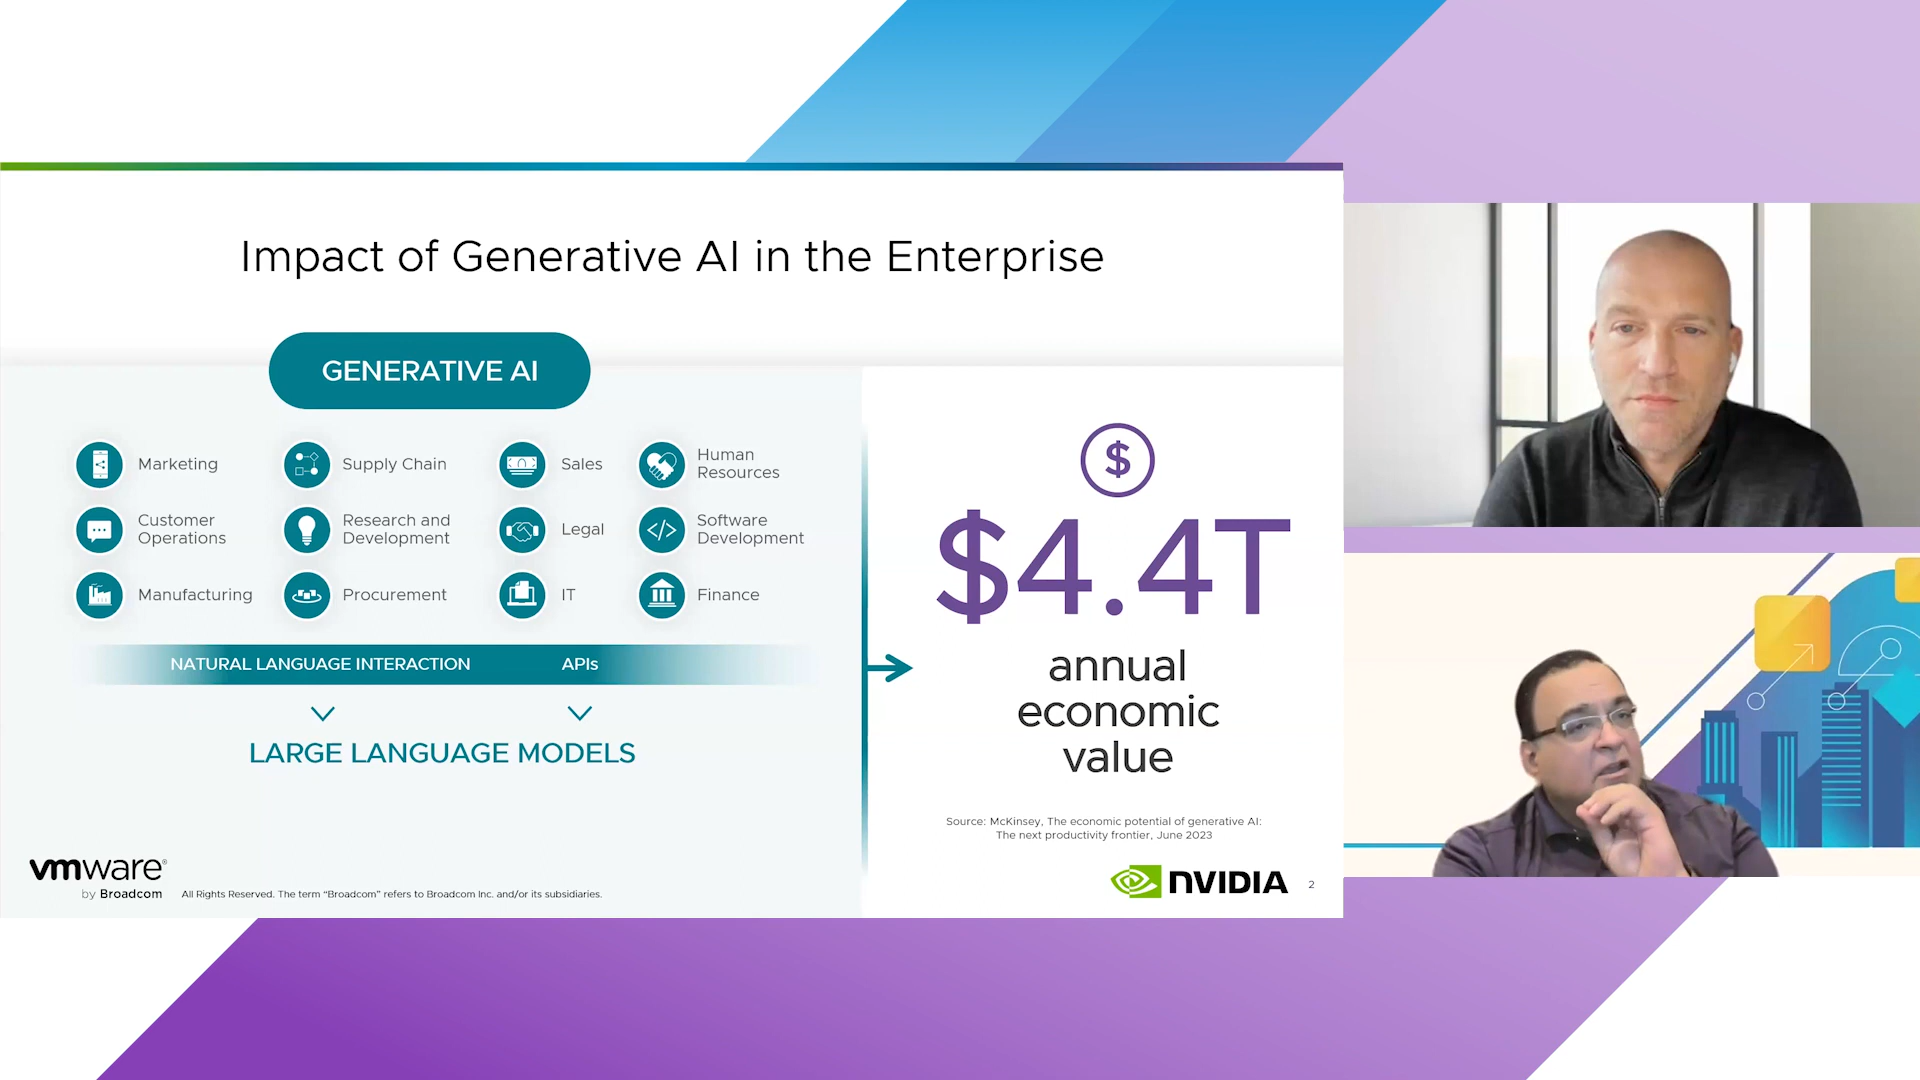 Impact of Generative AI in the Enterprise
GENERATIVE AI
Marketing
Supply Chain
Sales
Human
Resources
Customer
Operations
Research and
Development
Legal
Software
Development
Manufacturing
Procurement
IT
Finance
NATURAL LANGUAGE INTERACTION
APIs
LARGE LANGUAGE MODELS
$
$4.4T
annual
economic
value
Source: McKinsey, The economic potential of generative AI:
The next productivity frontier, June 2023
vmware®
by Broadcom
All Rights Reserved. The term “Broadcom” refers to Broadcom Inc. and/or its subsidiaries.
NVIDIA
2